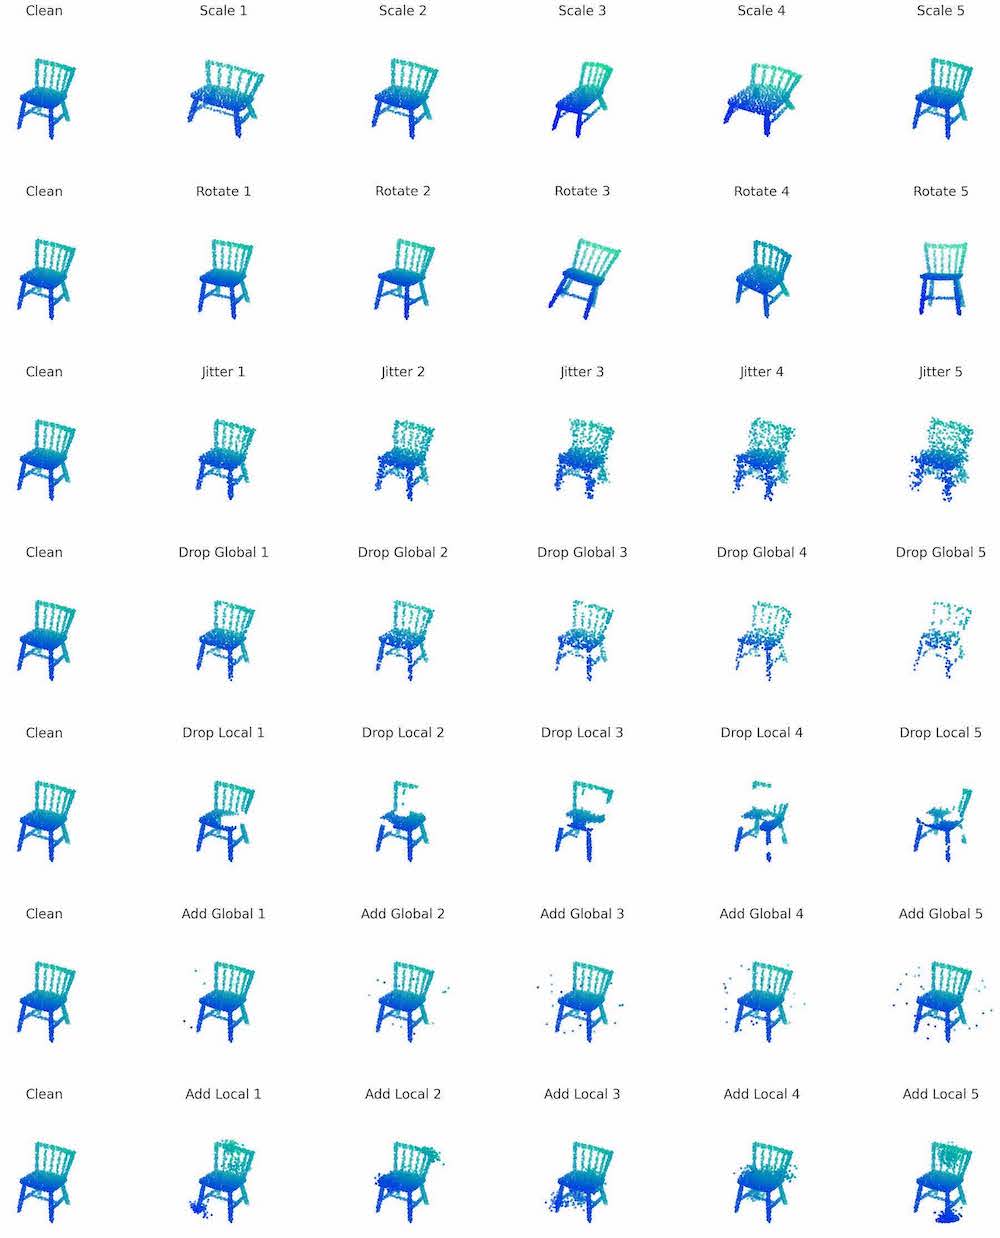 Clean Scale 1 Scale 2 Scale 3 Scale 4 Scale 5
Clean Rotate 1 Rotate 2 Rotate 3 Rotate 4 Rotate 5
Clean Jitter 1 Jitter 2 Jitter 3 Jitter 4 Jitter 5
Clean Drop Global 1 Drop Global 2 Drop Global 3 Drop Global 4 Drop Global 5
Clean Drop Local 1 Drop Local 2 Drop Local 3 Drop Local 4 Drop Local 5
Clean Add Global 1 Add Global 2 Add Global 3 Add Global 4 Add Global 5
Clean Add Local 1 Add Local 2 Add Local 3 Add Local 4 Add Local 5